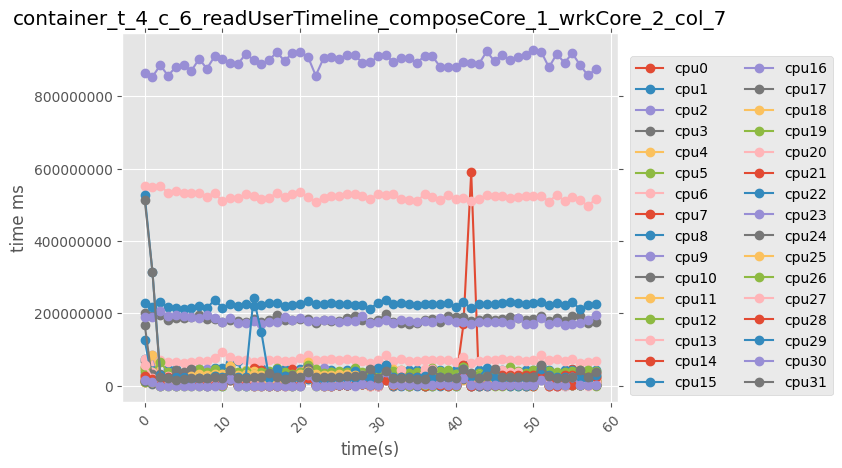 container_t_4_c_6_readUserTimeline_composeCore_1_wrkCore_2_col_7
time ms
800000000
600000000
400000000
200000000
0
0
10
20
30
40
50
60
time(s)
cpu0
cpu1
cpu2
cpu3
cpu4
cpu5
cpu6
cpu7
cpu8
cpu9
cpu10
cpu11
cpu12
cpu13
cpu14
cpu15
cpu16
cpu17
cpu18
cpu19
cpu20
cpu21
cpu22
cpu23
cpu24
cpu25
cpu26
cpu27
cpu28
cpu29
cpu30
cpu31